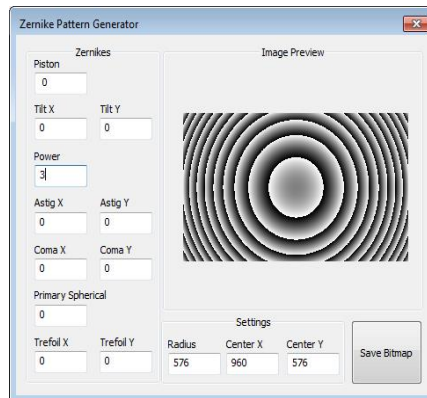 Zernike Pattern Generator
Zernikes
Piston
0
Tilt X Tilt Y
0 0
Power
3
Astig X Astig Y
0 0
Coma X Coma Y
0 0
Primary Spherical
0
Trefoil X Trefoil Y
0 0
Image Preview
Settings
Radius Center X Center Y
576 960 576
Save Bitmap